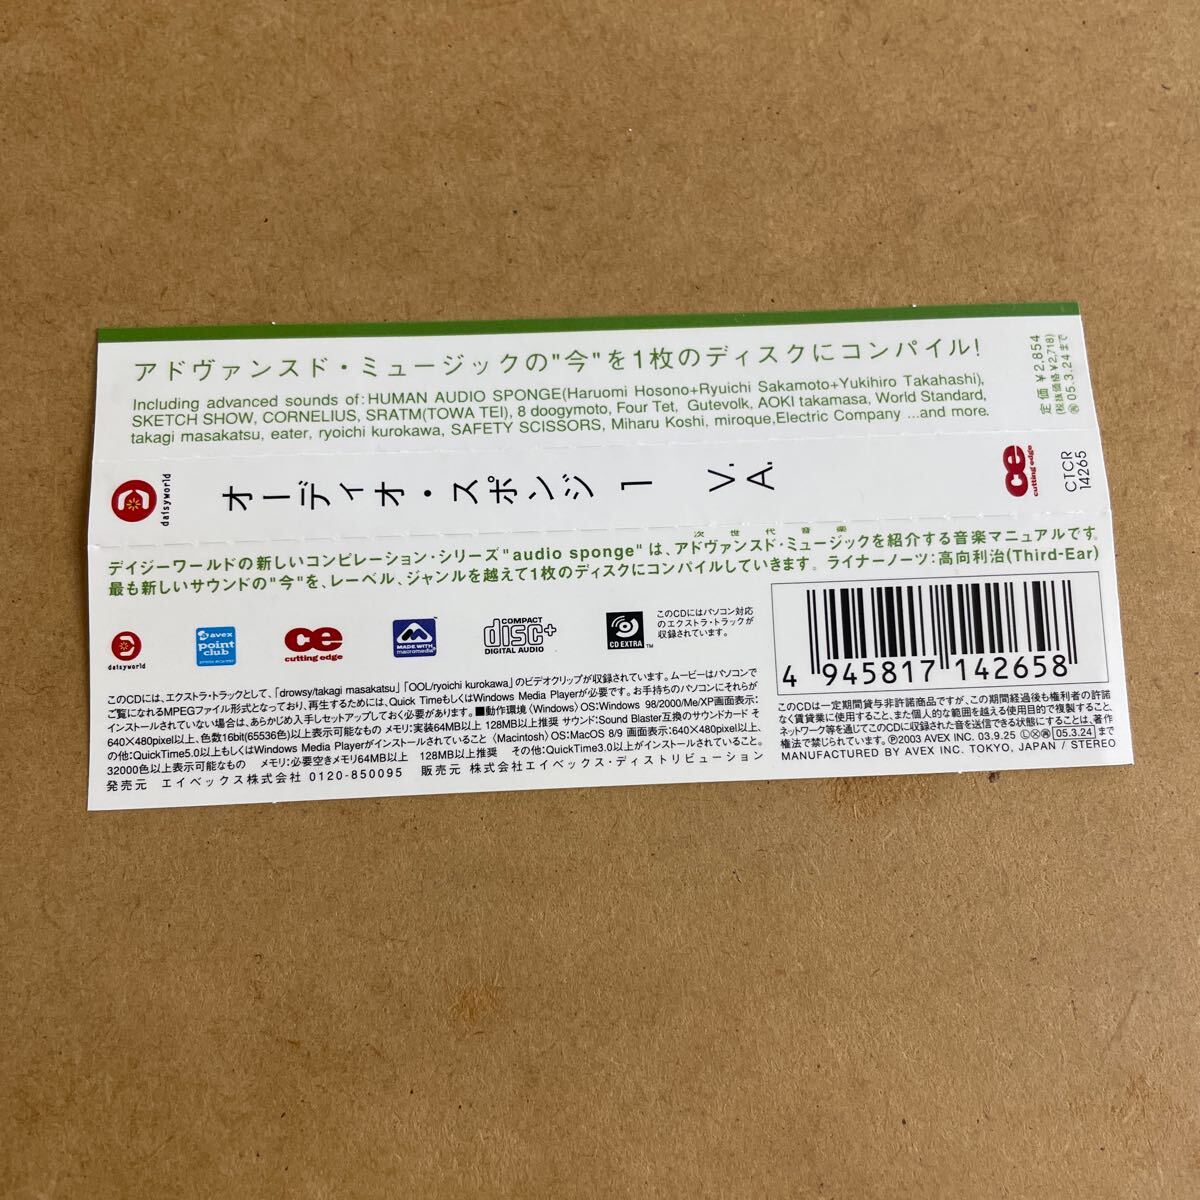 アドヴァンスド・ミュージックの"今"を1枚のディスクにコンパイル!
Including advanced sounds of:HUMAN AUDIO SPONGE(Haruomi Hosono+Ryuichi Sakamoto+Yukihiro Takahashi),
SKETCH SHOW, CORNELIUS, SRATM(TOWA TEI), 8 doogymoto, Four Tet, Gutevolk, AOKI takamasa, World Standard,
takagi masakatsu, eater, ryoichi kurokawa, SAFETY SCISSORS, Miharu Koshi, miroque,Electric Company ...and more.
定価 ¥2,854
(税抜価格¥2,718)
㋐05.3.24まで
daisyworld
オーディオ・スポンジ 1 V.A.
ce
cutting edge
CTCR
14265
次世代音楽
デイジーワールドの新しいコンピレーション・シリーズ"audio sponge"は、アドヴァンスド・ミュージックを紹介する音楽マニュアルです。
最も新しいサウンドの"今"を、レーベル、ジャンルを越えて1枚のディスクにコンパイルしていきます。 ライナーノーツ:高向利治(Third-Ear)
daisyworld
avex
point
club
ce
cutting edge
MADE WITH
macromedia
COMPACT
disc+
DIGITAL AUDIO
CD EXTRA
TM
このCDにはパソコン対応
のエクストラ・トラックが
収録されています。
4 945817 142658
このCDには、エクストラ・トラックとして、「drowsy/takagi masakatsu」「OOL/ryoichi kurokawa」のビデオクリップが収録されています。ムービーはパソコンで
ご覧になれるMPEGファイル形式となっており、再生するためには、Quick TimeもしくはWindows Media Playerが必要です。お手持ちのパソコンにそれらが
インストールされていない場合は、あらかじめ入手しセットアップしておく必要があります。■動作環境〈Windows〉OS:Windows 98/2000/Me/XP画面表示:
640×480pixel以上、色数16bit(65536色)以上表示可能なもの メモリ:実装64MB以上 128MB以上推奨 サウンド:Sound Blaster互換のサウンドカード そ
の他:QuickTime5.0以上もしくはWindows Media Playerがインストールされていること 〈Macintosh〉OS:MacOS 8/9 画面表示:640×480pixel以上、
32000色以上表示可能なもの メモリ:必要空きメモリ64MB以上 128MB以上推奨 その他:QuickTime3.0以上がインストールされていること。
発売元 エイベックス株式会社 0120-850095 販売元 株式会社エイベックス・ディストリビューション
このCDは一定期間貸与非許諾商品ですが、この期間経過後も権利者の許諾
なく賃貸業に使用すること、また個人的な範囲を越える使用目的で複製すること、
ネットワーク等を通じてこのCDに収録された音を送信できる状態にすることは、著作
権法で禁じられています。Ⓟ2003 AVEX INC. 03.9.25 Ⓛ Ⓧ 05.3.24 まで
MANUFACTURED BY AVEX INC. TOKYO, JAPAN / STEREO